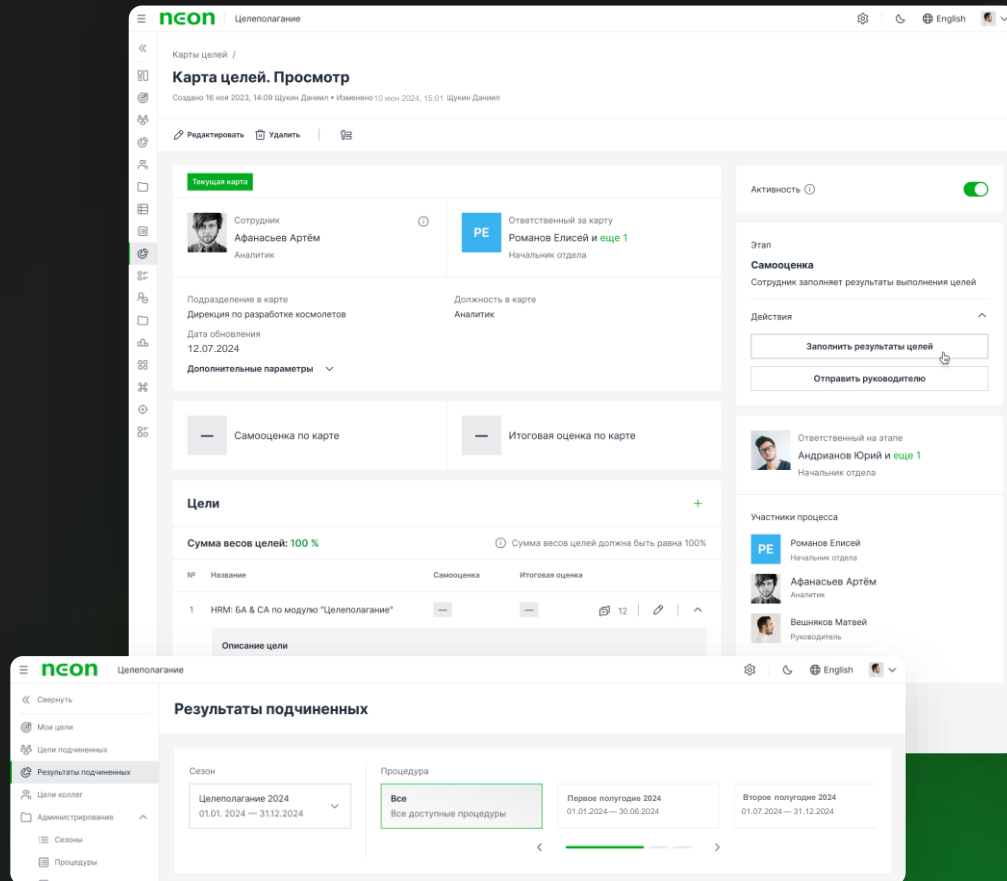 neon
Целеполагание
English
Карты целей /
Карта целей. Просмотр
Создано 16 ноя 2023, 14:09 Щукин Даниил • Изменено 10 июн 2024, 15:01 Щукин Даниил
Редактировать
Удалить
Текущая карта
Сотрудник
Афанасьев Артём
Аналитик
PE
Ответственный за карту
Романов Елисей и еще 1
Начальник отдела
Подразделение в карте
Дирекция по разработке космолетов
Должность в карте
Аналитик
Дата обновления
12.07.2024
Дополнительные параметры
— Самооценка по карте
— Итоговая оценка по карте
Цели
+
Сумма весов целей: 100 %
Сумма весов целей должна быть равна 100%
№ Название Самооценка Итоговая оценка
1 HRM: БА & СА по модулю "Целеполагание" — — 12
Описание цели
Активность
Этап
Самооценка
Сотрудник заполняет результаты выполнения целей
Действия
Заполнить результаты целей
Отправить руководителю
Ответственный на этапе
Андрианов Юрий и еще 1
Начальник отдела
Участники процесса
PE
Романов Елисей
Начальник отдела
Афанасьев Артём
Аналитик
Вешняков Матвей
Руководитель
neon
Целеполагание
English
Свернуть
Мои цели
Цели подчиненных
Результаты подчиненных
Цели коллег
Администрирование
Сезоны
Процедуры
Результаты подчиненных
Сезон
Целеполагание 2024
01.01. 2024 — 31.12.2024
Процедура
Все
Все доступные процедуры
Первое полугодие 2024
01.01.2024 — 30.06.2024
Второе полугодие 2024
01.07.2024 — 31.12.2024